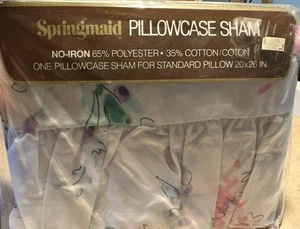 Springmaid PILLOWCASE SHAM
NO-IRON 65% POLYESTER • 35% COTTON/COTON
ONE PILLOWCASE SHAM FOR STANDARD PILLOW 20x26 IN.